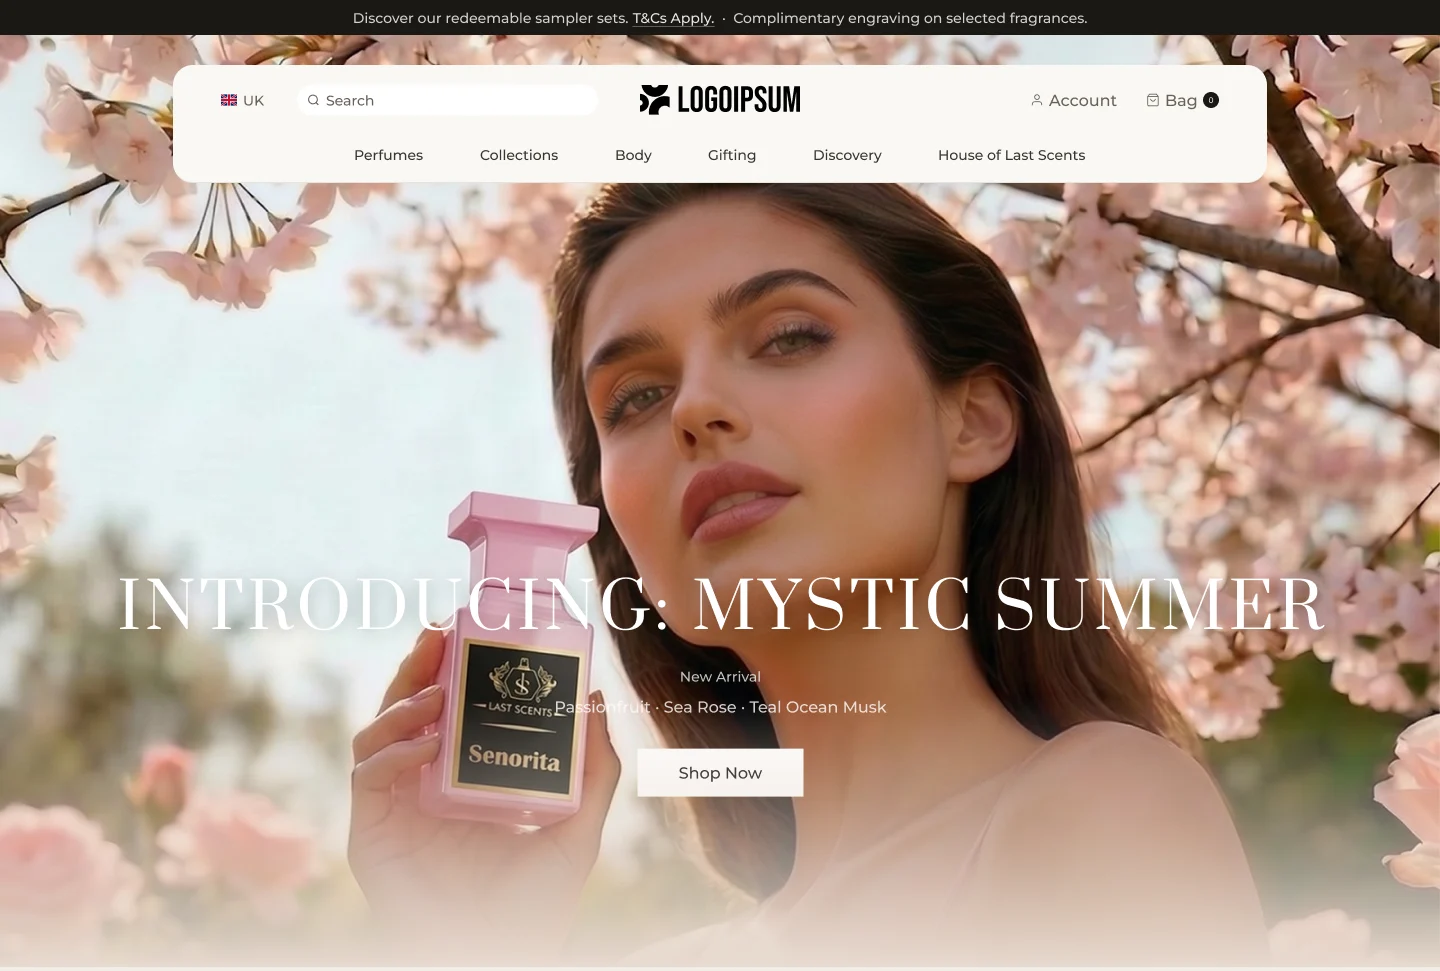 Discover our redeemable sampler sets. T&Cs Apply. · Complimentary engraving on selected fragrances.
UK
Search
LOGOIPSUM
Account
Bag 0
Perfumes
Collections
Body
Gifting
Discovery
House of Last Scents
INTRODUCING: MYSTIC SUMMER
New Arrival
LAST SCENTS
Passionfruit · Sea Rose · Teal Ocean Musk
Senorita
Shop Now